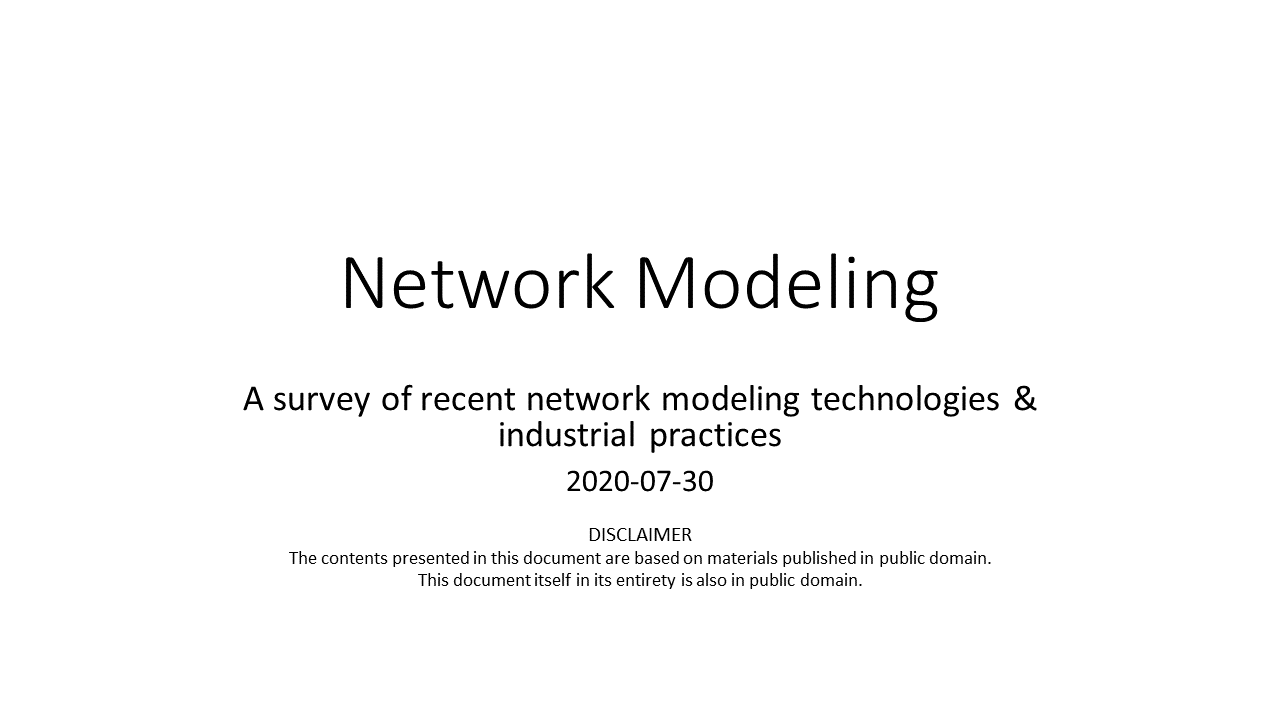 Network Modeling
A survey of recent network modeling technologies &
industrial practices
2020-07-30
DISCLAIMER
The contents presented in this document are based on materials published in public domain.
This document itself in its entirety is also in public domain.